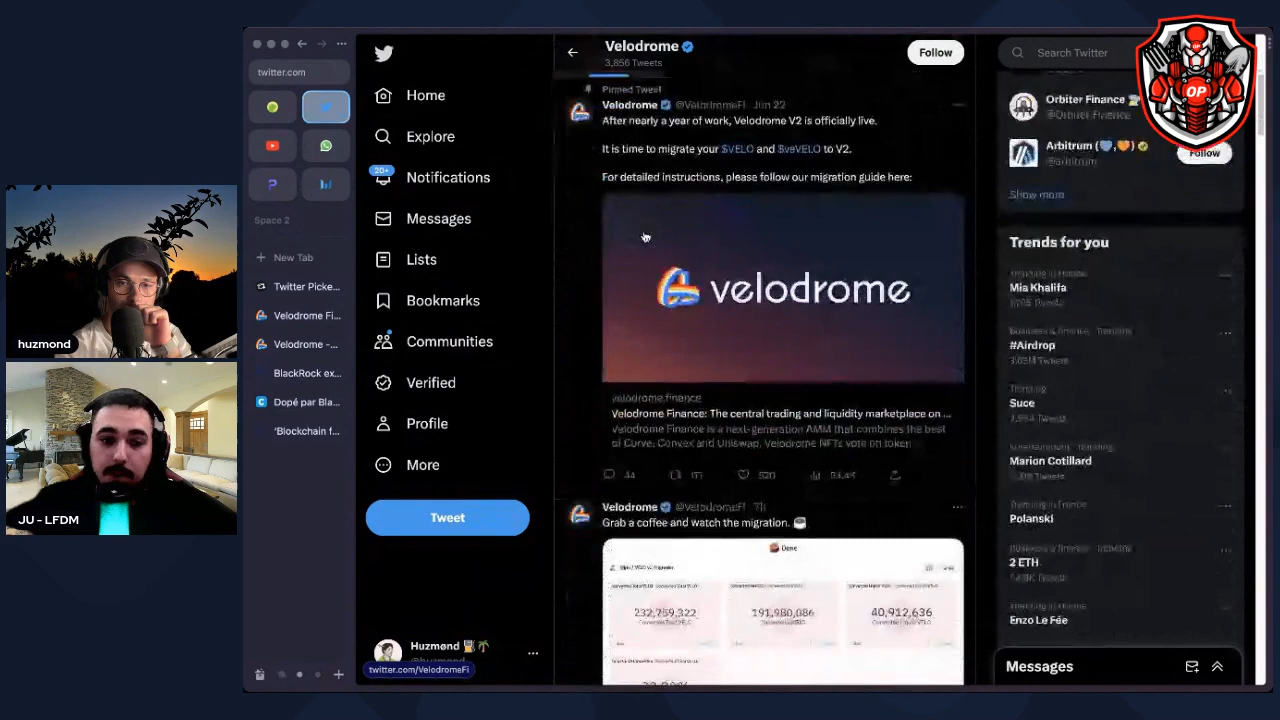 twitter.com
Space 2
New Tab
Twitter Picke...
Velodrome Fi...
Velodrome -...
BlackRock ex...
Dopé par Bla...
'Blockchain f...
huzmond
JU - LFDM
Home
Explore
20+
Notifications
Messages
Lists
Bookmarks
Communities
Verified
Profile
More
Tweet
Huzmønd
@huzmond
twitter.com/VelodromeFi
Velodrome
3,856 Tweets
Follow
Pinned Tweet
Velodrome @VelodromeFi · Jun 22
After nearly a year of work, Velodrome V2 is officially live.
It is time to migrate your $VELO and $veVELO to V2.
For detailed instructions, please follow our migration guide here:
velodrome
velodrome.finance
Velodrome Finance: The central trading and liquidity marketplace on ...
Velodrome Finance is a next-generation AMM that combines the best
of Curve, Convex and Uniswap, Velodrome NFTs vote on token
Velodrome @VelodromeFi · 7h
Grab a coffee and watch the migration.
Dune
232,759,322
191,980,086
40,912,636
Search Twitter
OP
Orbiter Finance
@Orbiter_Finance
Arbitrum
@arbitrum
Follow
Show more
Trends for you
Mia Khalifa
#Airdrop
Suce
Marion Cotillard
Polanski
2 ETH
Enzo Le Fée
Messages